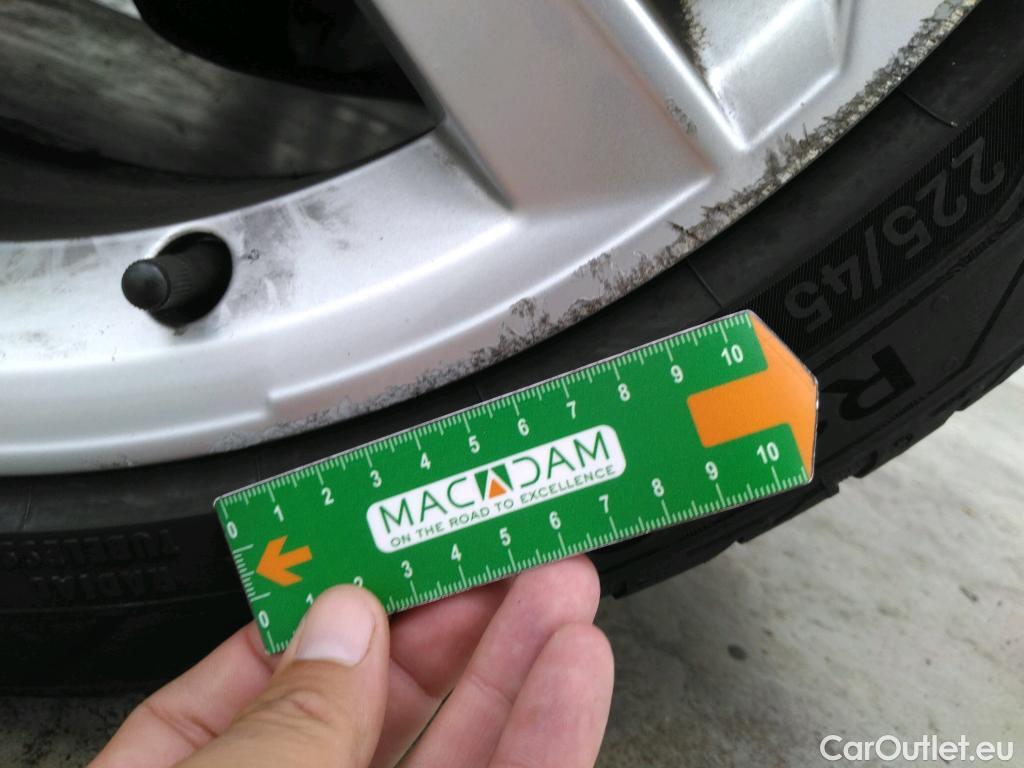 225/45 R
RADIAL
TUBELESS
0 1 2 3 4 5 6 7 8 9 10
MACADAM
ON THE ROAD TO EXCELLENCE
0 1 2 3 4 5 6 7 8 9 10
CarOutlet.eu